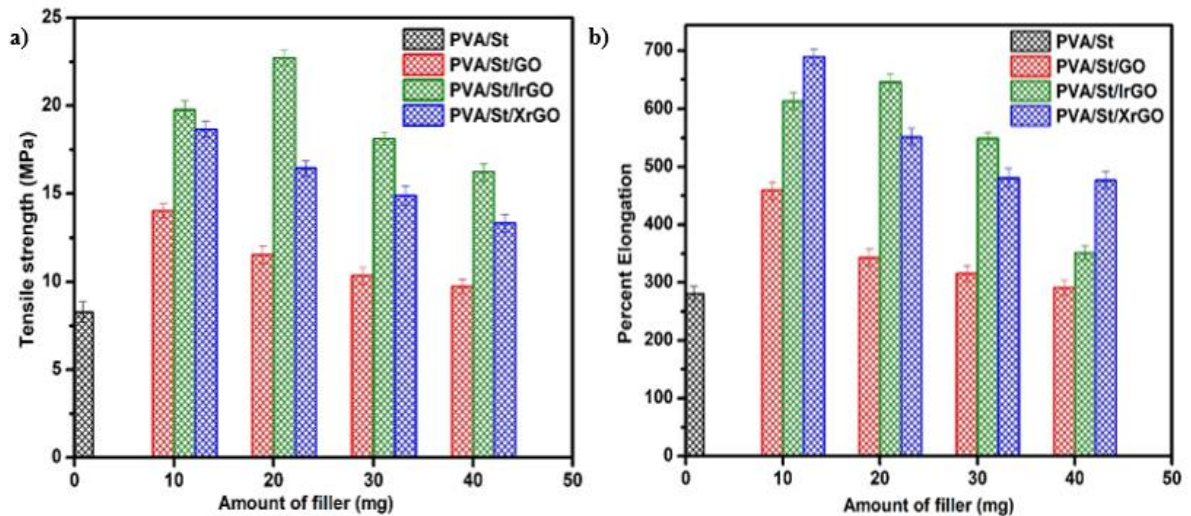 a)
Tensile strength (MPa)
25
20
15
10
5
0
PVA/St
PVA/St/GO
PVA/St/IrGO
PVA/St/XrGO
0 10 20 30 40 50
Amount of filler (mg)
b)
Percent Elongation
700
600
500
400
300
200
100
0
PVA/St
PVA/St/GO
PVA/St/IrGO
PVA/St/XrGO
0 10 20 30 40 50
Amount of filler (mg)